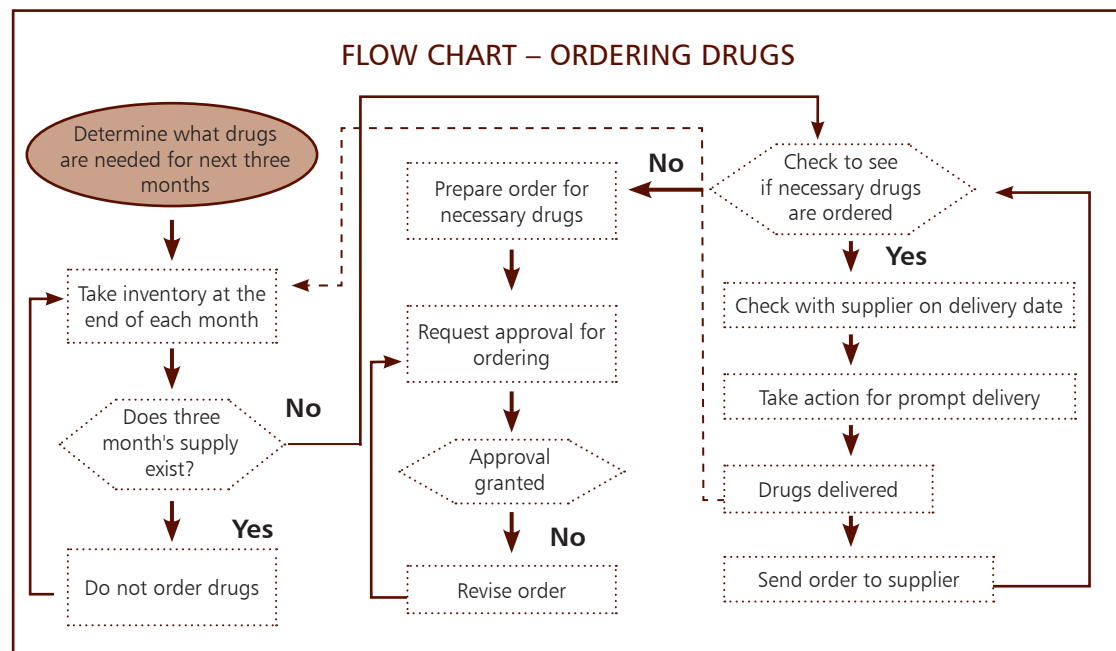 FLOW CHART – ORDERING DRUGS
Determine what drugs
are needed for next three
months
Take inventory at the
end of each month
Does three
month's supply
exist?
No
Yes
Do not order drugs
Prepare order for
necessary drugs
Request approval for
ordering
Approval
granted
No
Revise order
Check to see
if necessary drugs
are ordered
No
Yes
Check with supplier on delivery date
Take action for prompt delivery
Drugs delivered
Send order to supplier